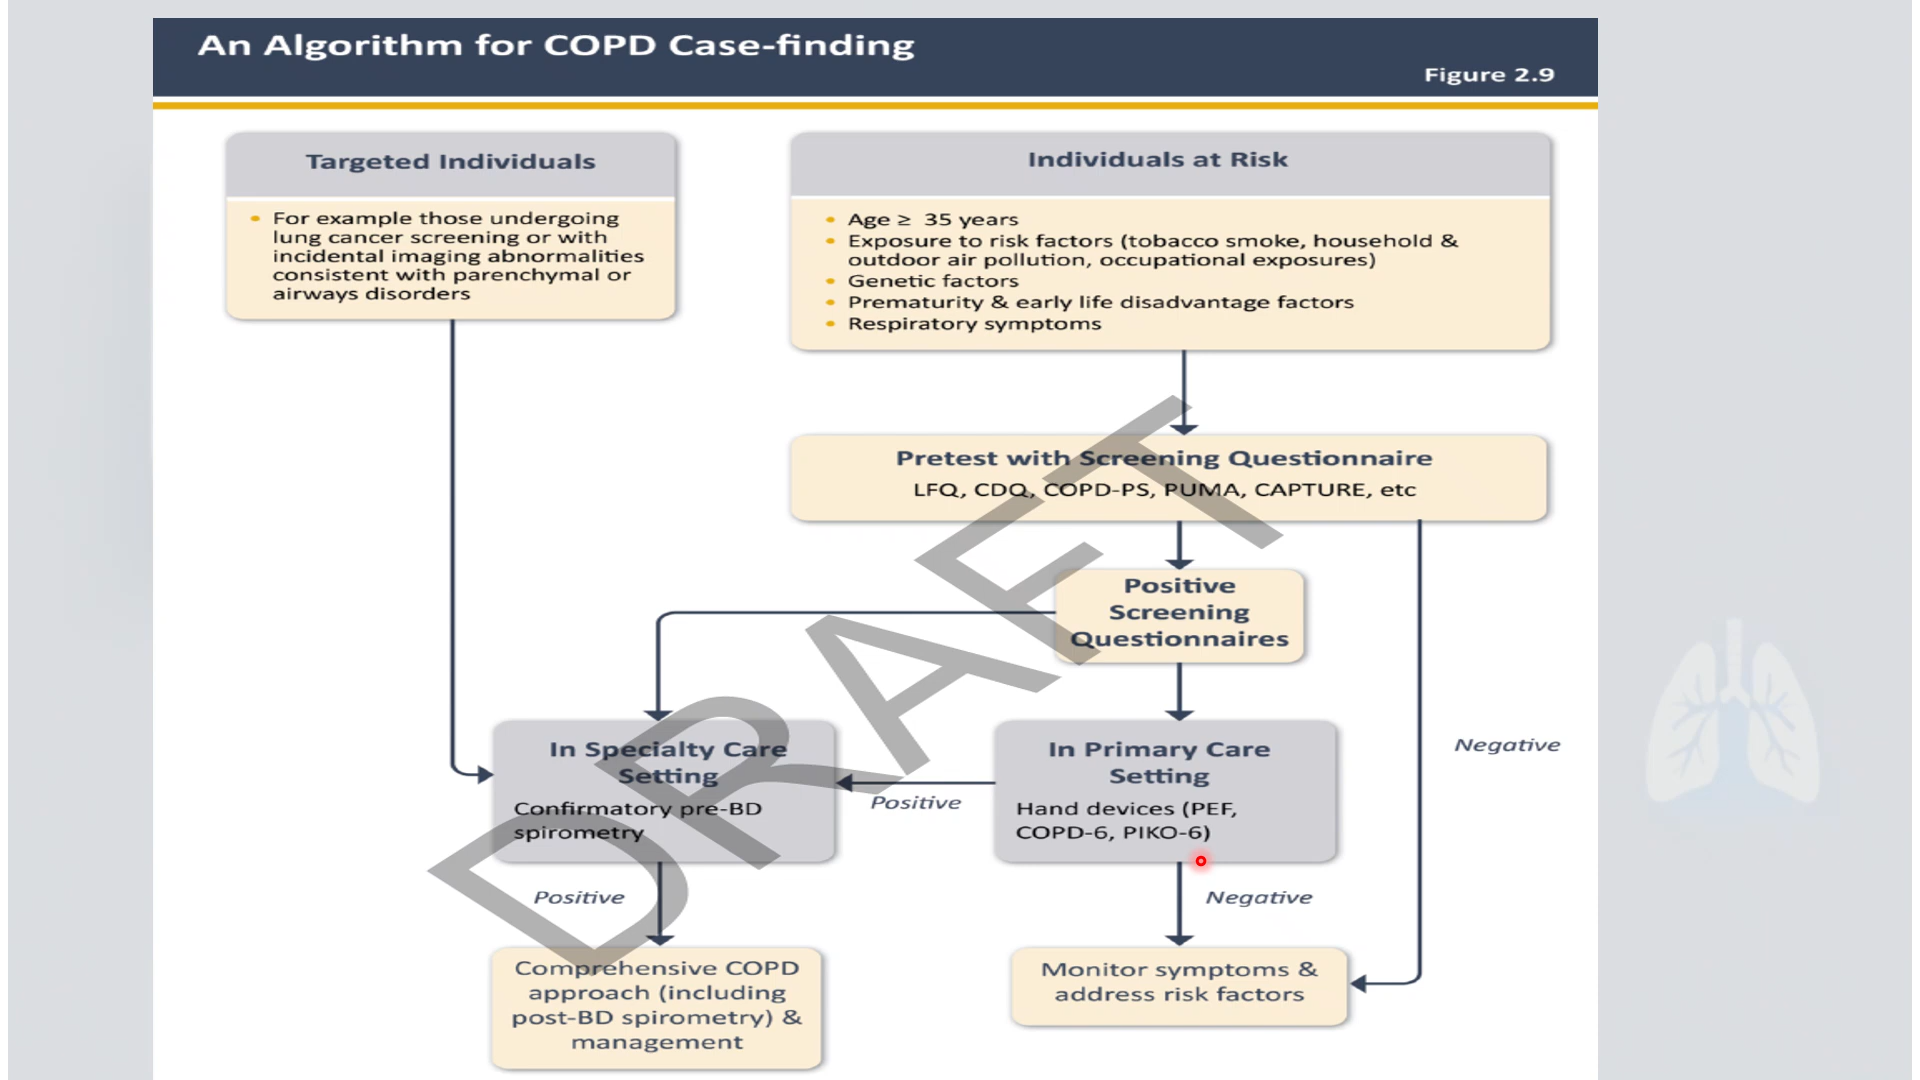 An Algorithm for COPD Case-finding
Figure 2.9
Targeted Individuals
• For example those undergoing
lung cancer screening or with
incidental imaging abnormalities
consistent with parenchymal or
airways disorders
Individuals at Risk
• Age ≥ 35 years
• Exposure to risk factors (tobacco smoke, household &
outdoor air pollution, occupational exposures)
• Genetic factors
• Prematurity & early life disadvantage factors
• Respiratory symptoms
Pretest with Screening Questionnaire
LFQ, CDQ, COPD-PS, PUMA, CAPTURE, etc
Positive
Screening
Questionnaires
In Specialty Care
Setting
Confirmatory pre-BD
spirometry
Positive
In Primary Care
Setting
Hand devices (PEF,
COPD-6, PIKO-6)
Negative
Positive
Negative
Comprehensive COPD
approach (including
post-BD spirometry) &
management
Monitor symptoms &
address risk factors
DRAFT